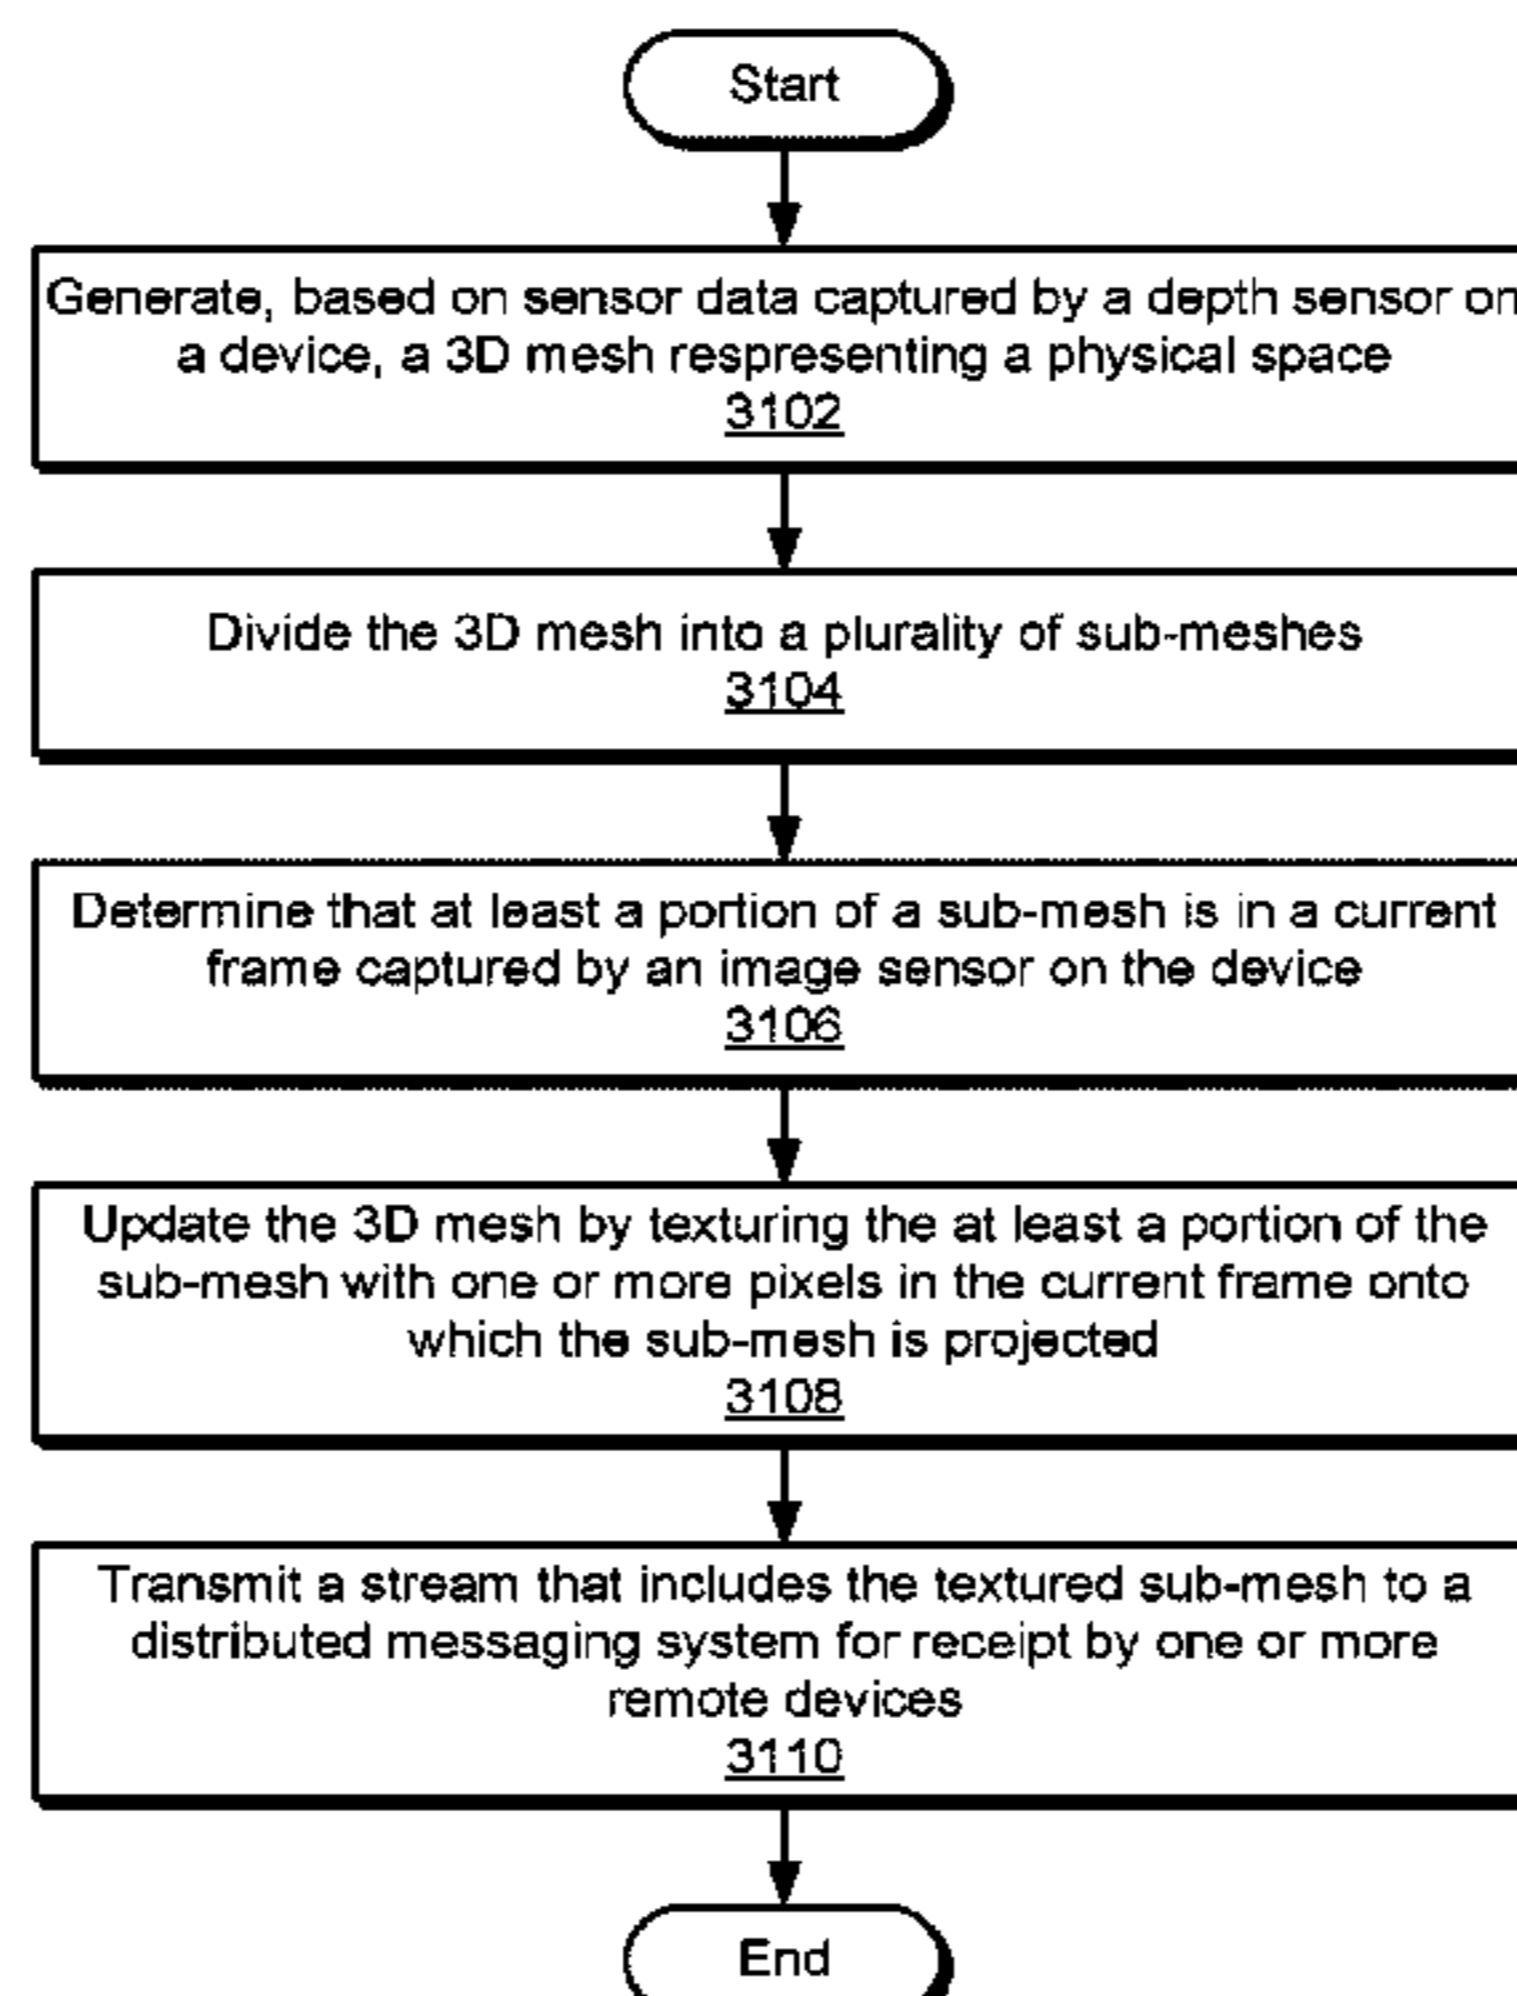 Start
Generate, based on sensor data captured by a depth sensor on
a device, a 3D mesh respresenting a physical space
3102
Divide the 3D mesh into a plurality of sub-meshes
3104
Determine that at least a portion of a sub-mesh is in a current
frame captured by an image sensor on the device
3106
Update the 3D mesh by texturing the at least a portion of the
sub-mesh with one or more pixels in the current frame onto
which the sub-mesh is projected
3108
Transmit a stream that includes the textured sub-mesh to a
distributed messaging system for receipt by one or more
remote devices
3110
End